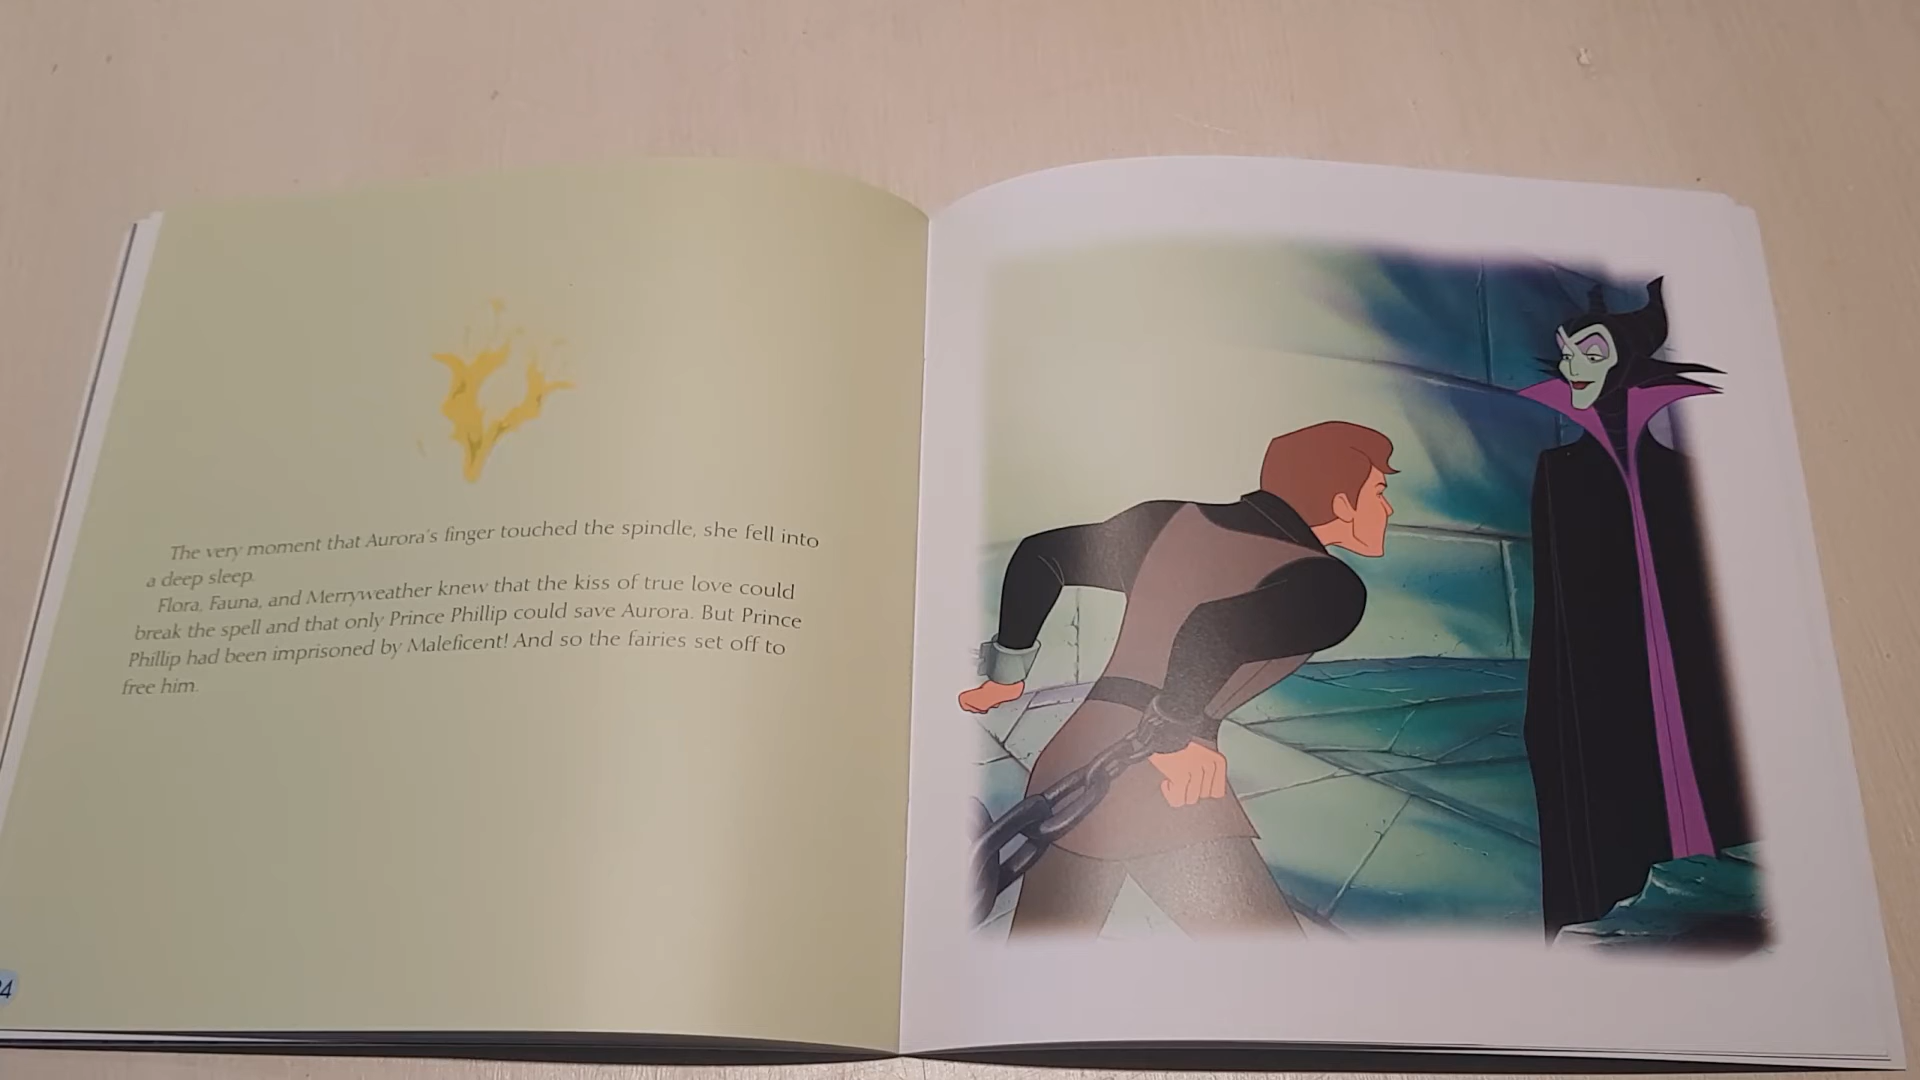 The very moment that Aurora's finger touched the spindle, she fell into
a deep sleep.
Flora, Fauna, and Merryweather knew that the kiss of true love could
break the spell and that only Prince Phillip could save Aurora. But Prince
Phillip had been imprisoned by Maleficent! And so the fairies set off to
free him.
4